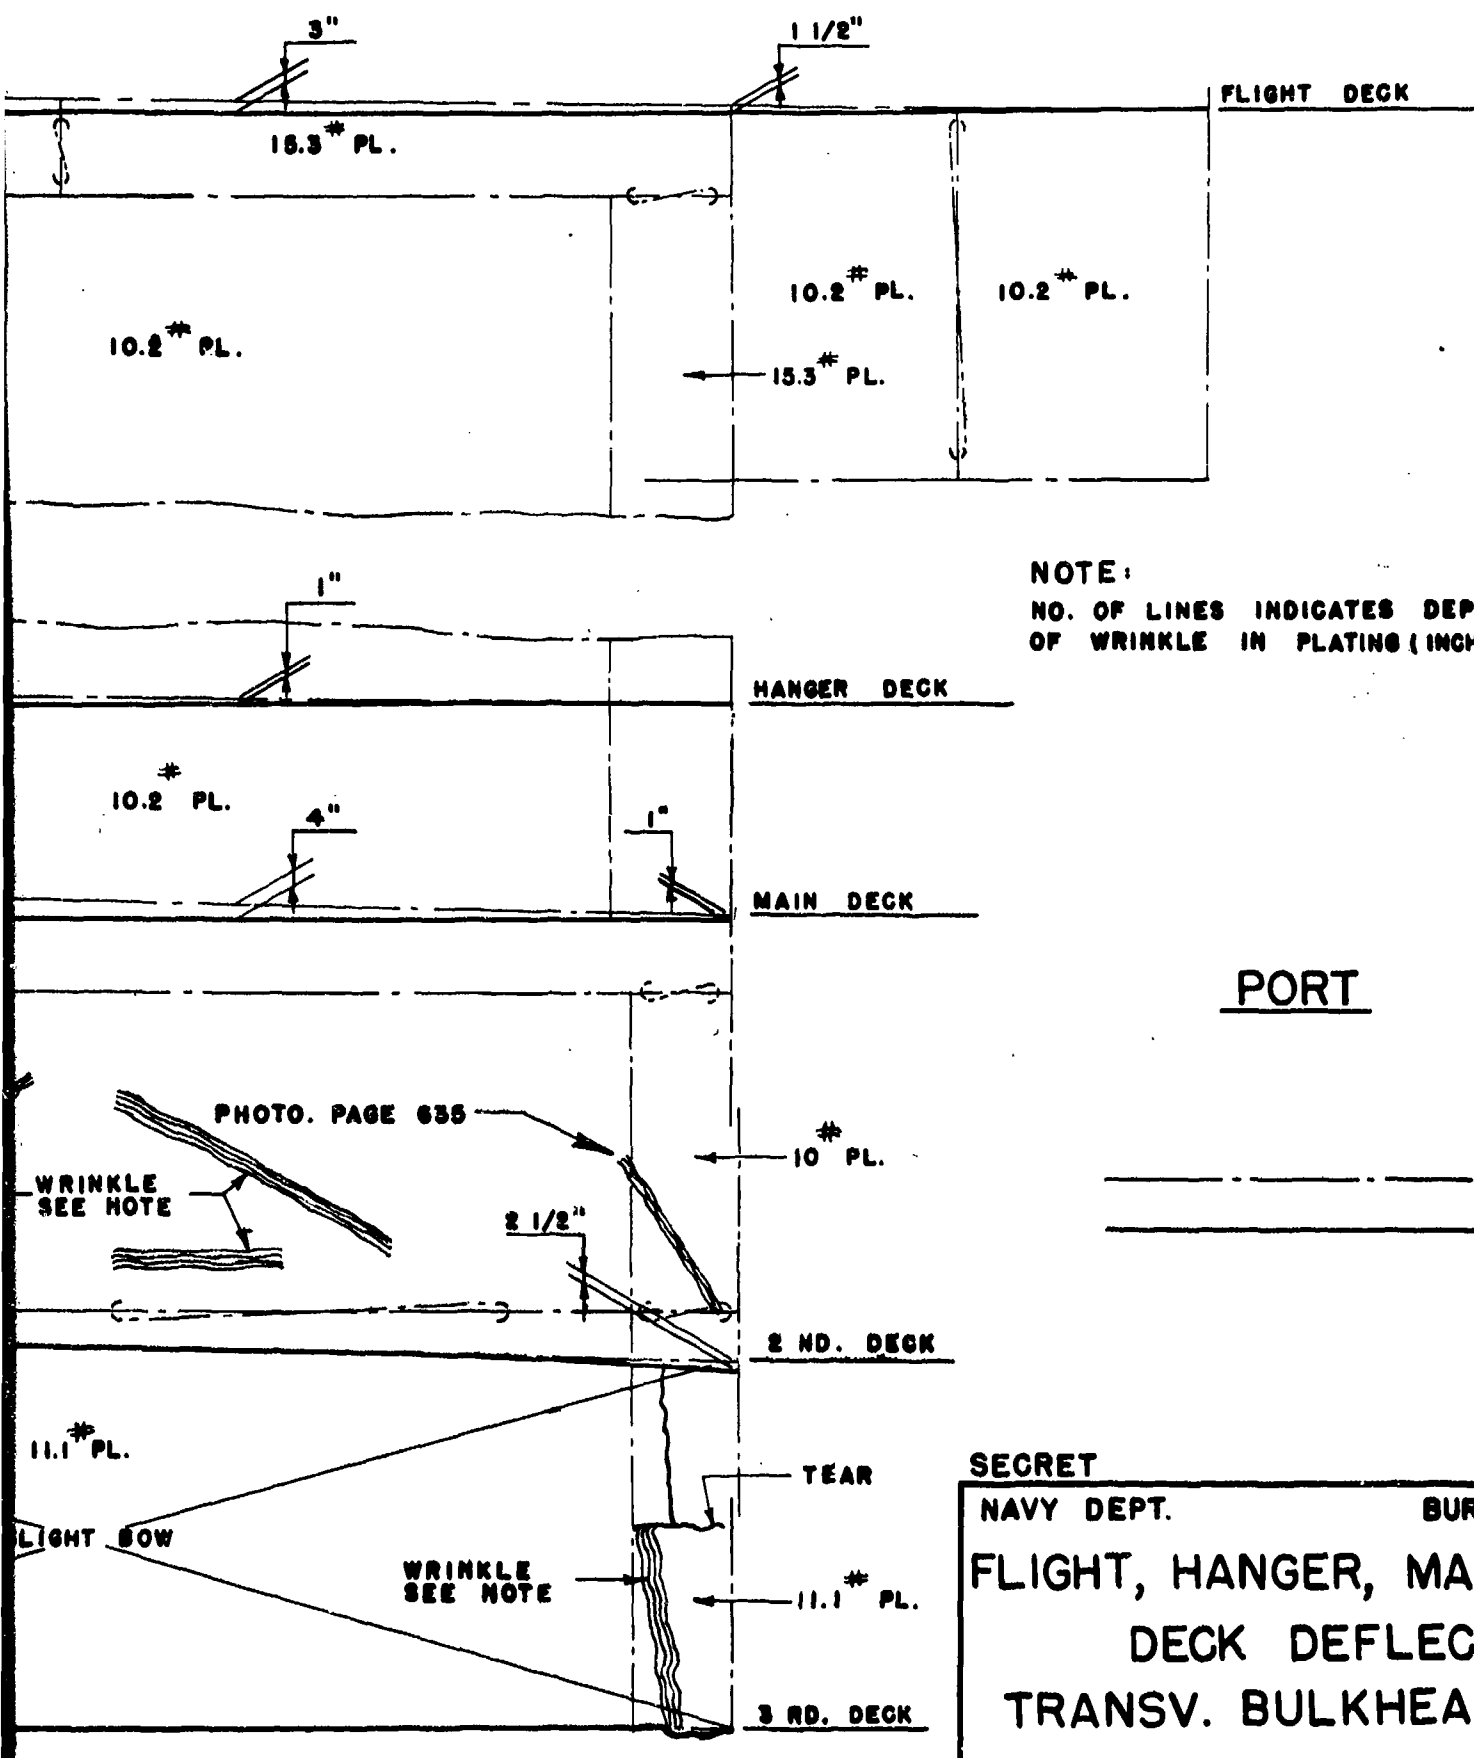 3" 1 1/2"
FLIGHT DECK
15.3# PL.
10.2# PL. 10.2# PL.
10.2# PL.
15.3# PL.
NOTE:
NO. OF LINES INDICATES DEP
OF WRINKLE IN PLATING (INCH
1"
HANGER DECK
10.2# PL.
4" 1"
MAIN DECK
PORT
PHOTO. PAGE 635
10# PL.
WRINKLE
SEE NOTE
2 1/2"
2 ND. DECK
11.1# PL.
TEAR
LIGHT BOW
WRINKLE
SEE NOTE
11.1# PL.
3 RD. DECK
SECRET
NAVY DEPT. BUR
FLIGHT, HANGER, MA
DECK DEFLEC
TRANSV. BULKHEA